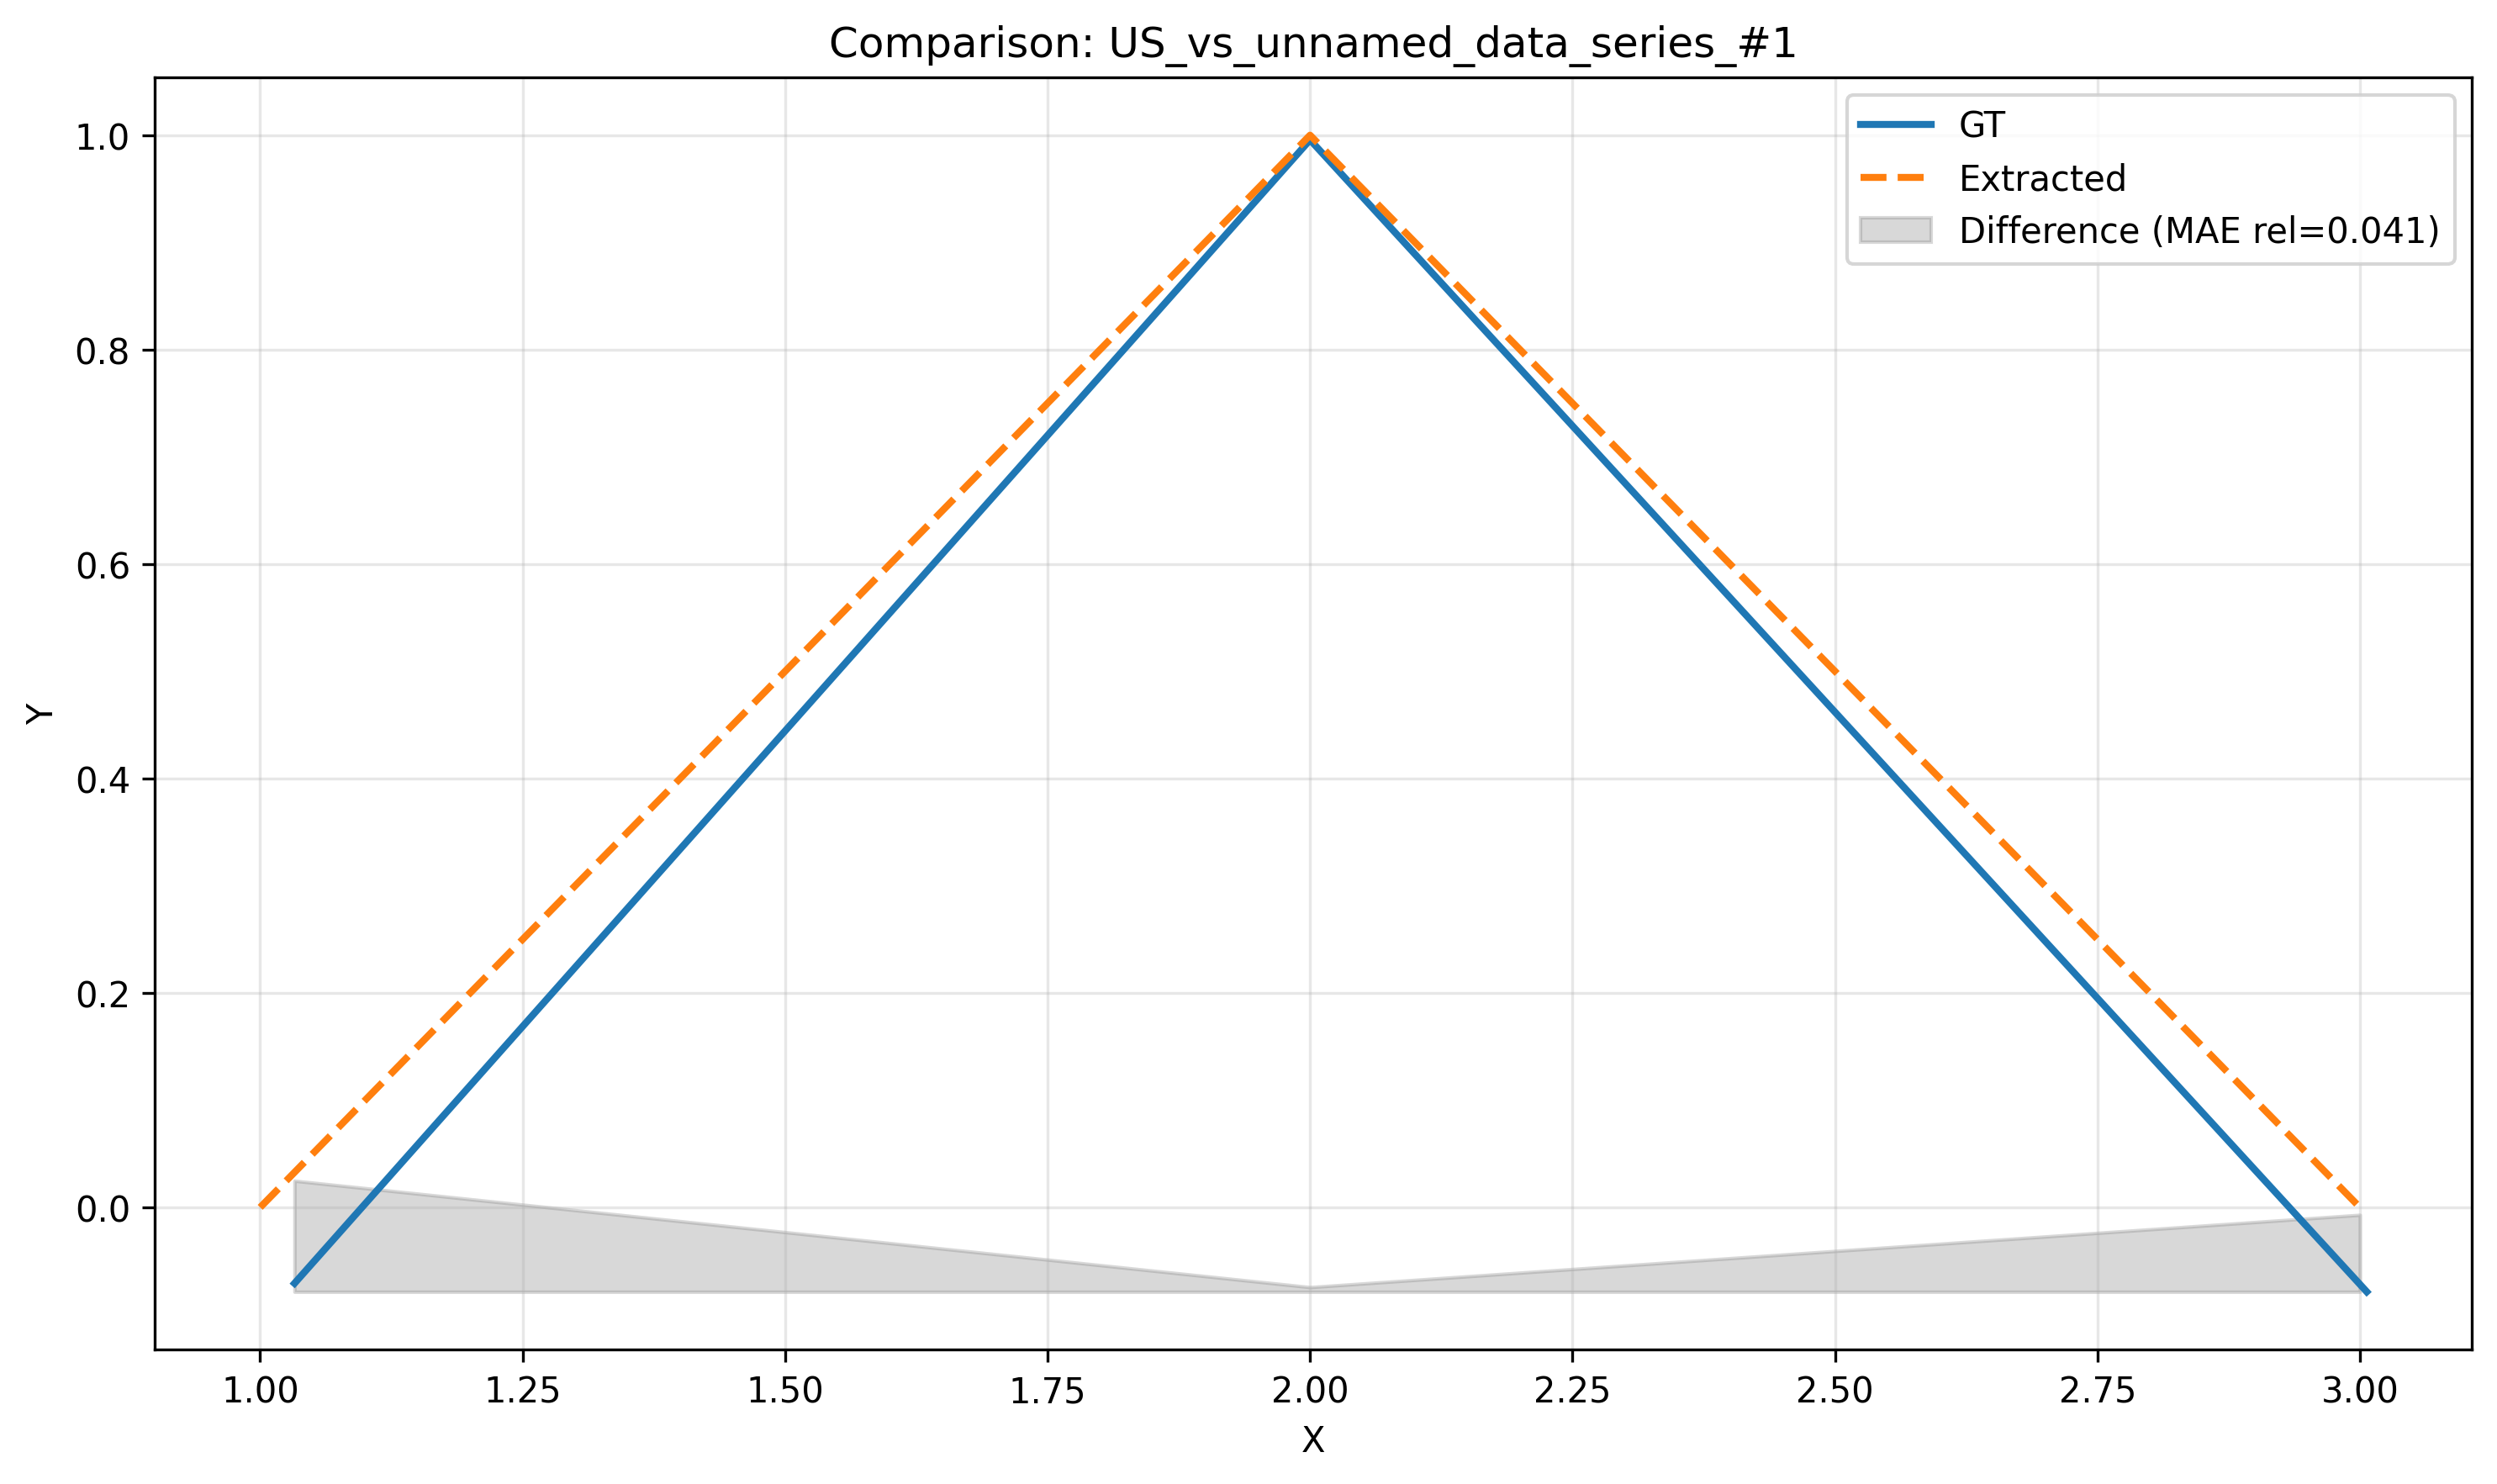 Comparison: US_vs_unnamed_data_series_#1
GT
Extracted
Difference (MAE rel=0.041)
Y
1.0
0.8
0.6
0.4
0.2
0.0
1.00 1.25 1.50 1.75 2.00 2.25 2.50 2.75 3.00
X